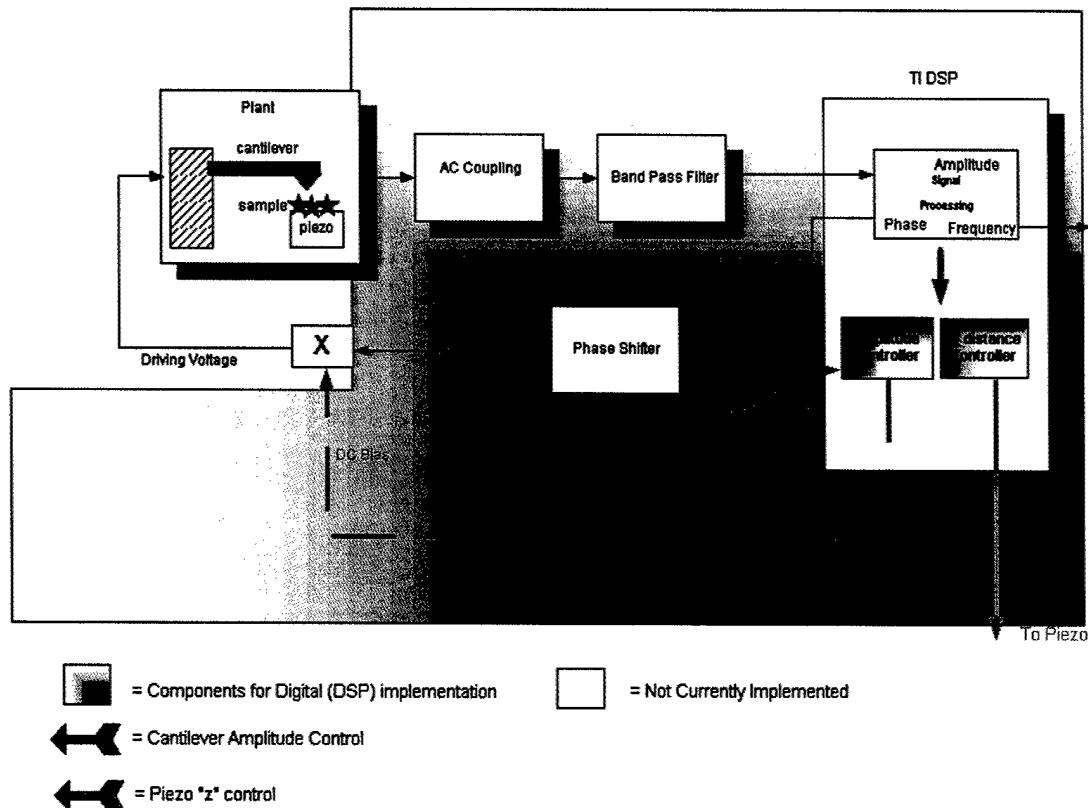 TI DSP
Plant
cantilever
sample
piezo
AC Coupling
Band Pass Filter
Amplitude
Signal
Processing
Phase
Frequency
X
Driving Voltage
Phase Shifter
distance
DC Bias
To Piezo
= Components for Digital (DSP) implementation
= Not Currently Implemented
= Cantilever Amplitude Control
= Piezo "z" control